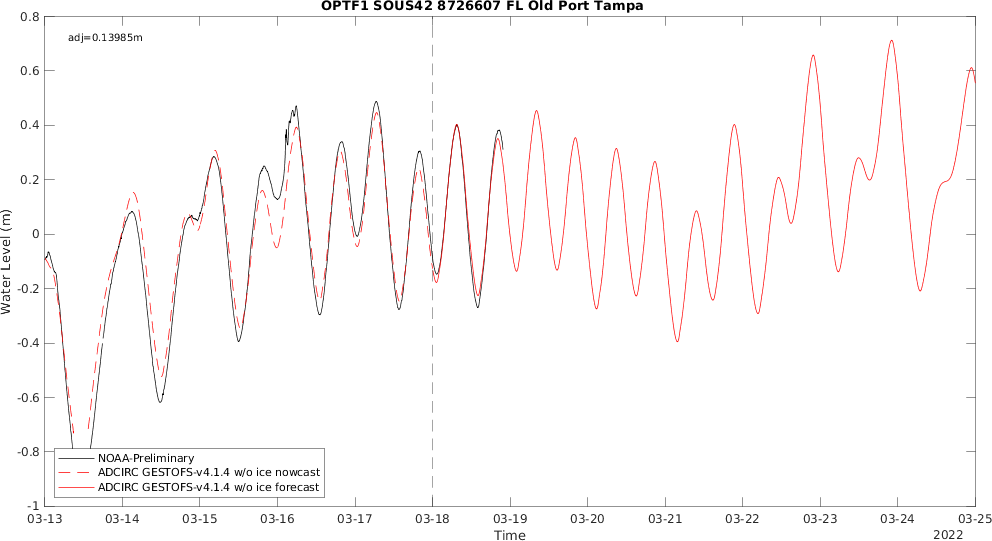 OPTF1 SOUS42 8726607 FL Old Port Tampa
adj=0.13985m
0.8
0.6
0.4
0.2
0
-0.2
-0.4
-0.6
-0.8
-1
Water Level (m)
NOAA-Preliminary
ADCIRC GESTOFS-v4.1.4 w/o ice nowcast
ADCIRC GESTOFS-v4.1.4 w/o ice forecast
03-13 03-14 03-15 03-16 03-17 03-18 03-19 03-20 03-21 03-22 03-23 03-24 03-25
Time
2022